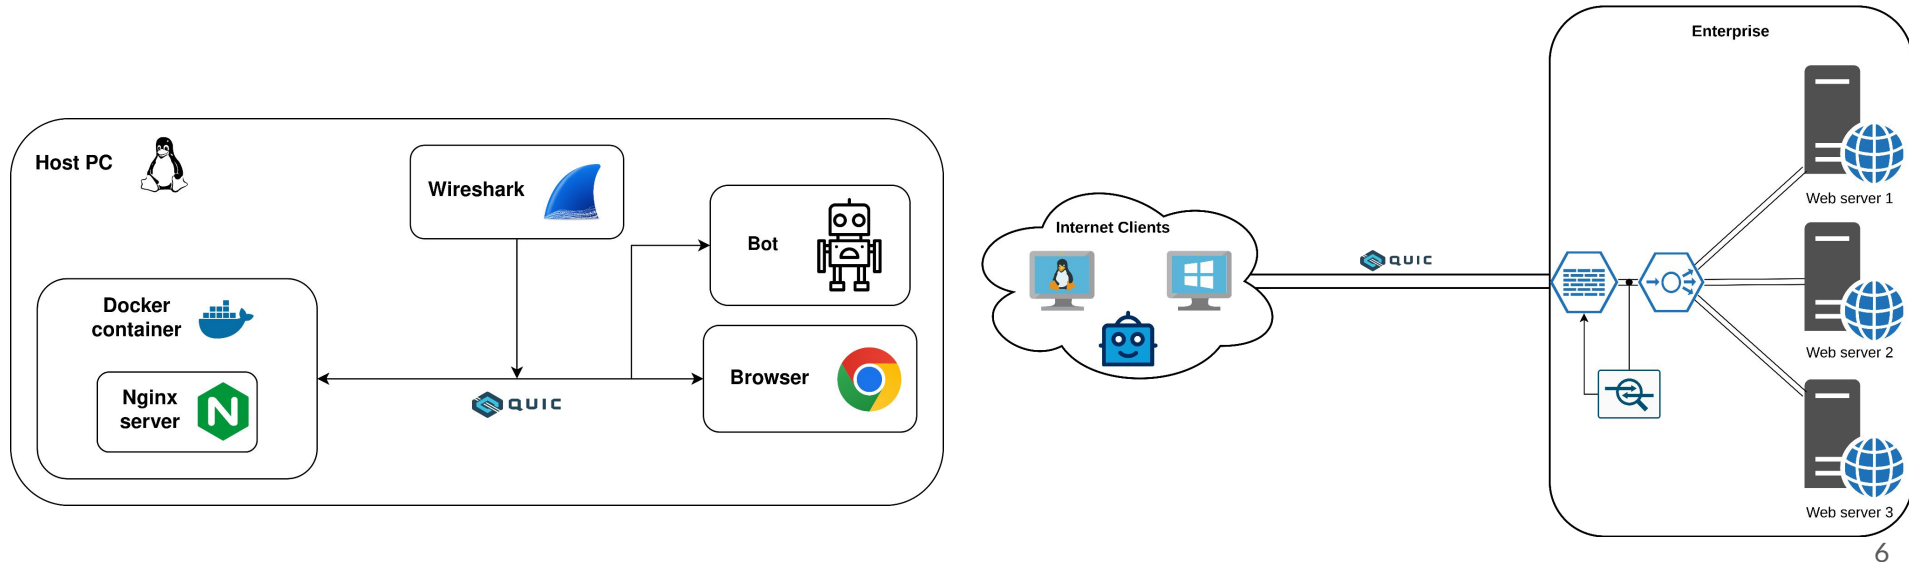 Host PC
Wireshark
Bot
Docker
container
Nginx
server
N
Browser
QUIC
Internet Clients
QUIC
Enterprise
Web server 1
Web server 2
Web server 3
6